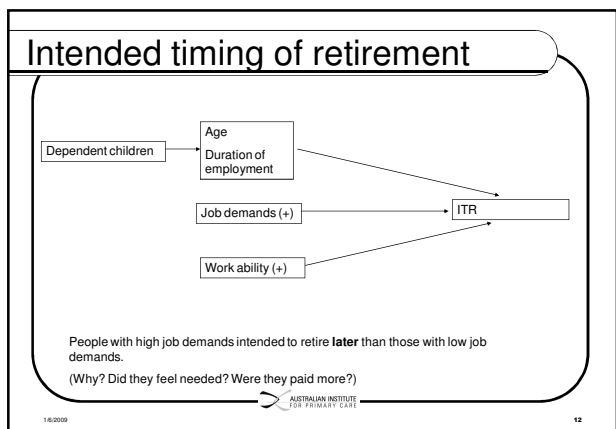 Intended timing of retirement
Dependent children
Age
Duration of
employment
Job demands (+)
ITR
Work ability (+)
People with high job demands intended to retire later than those with low job
demands.
(Why? Did they feel needed? Were they paid more?)
AUSTRALIAN INSTITUTE
FOR PRIMARY CARE
1/6/2009
12